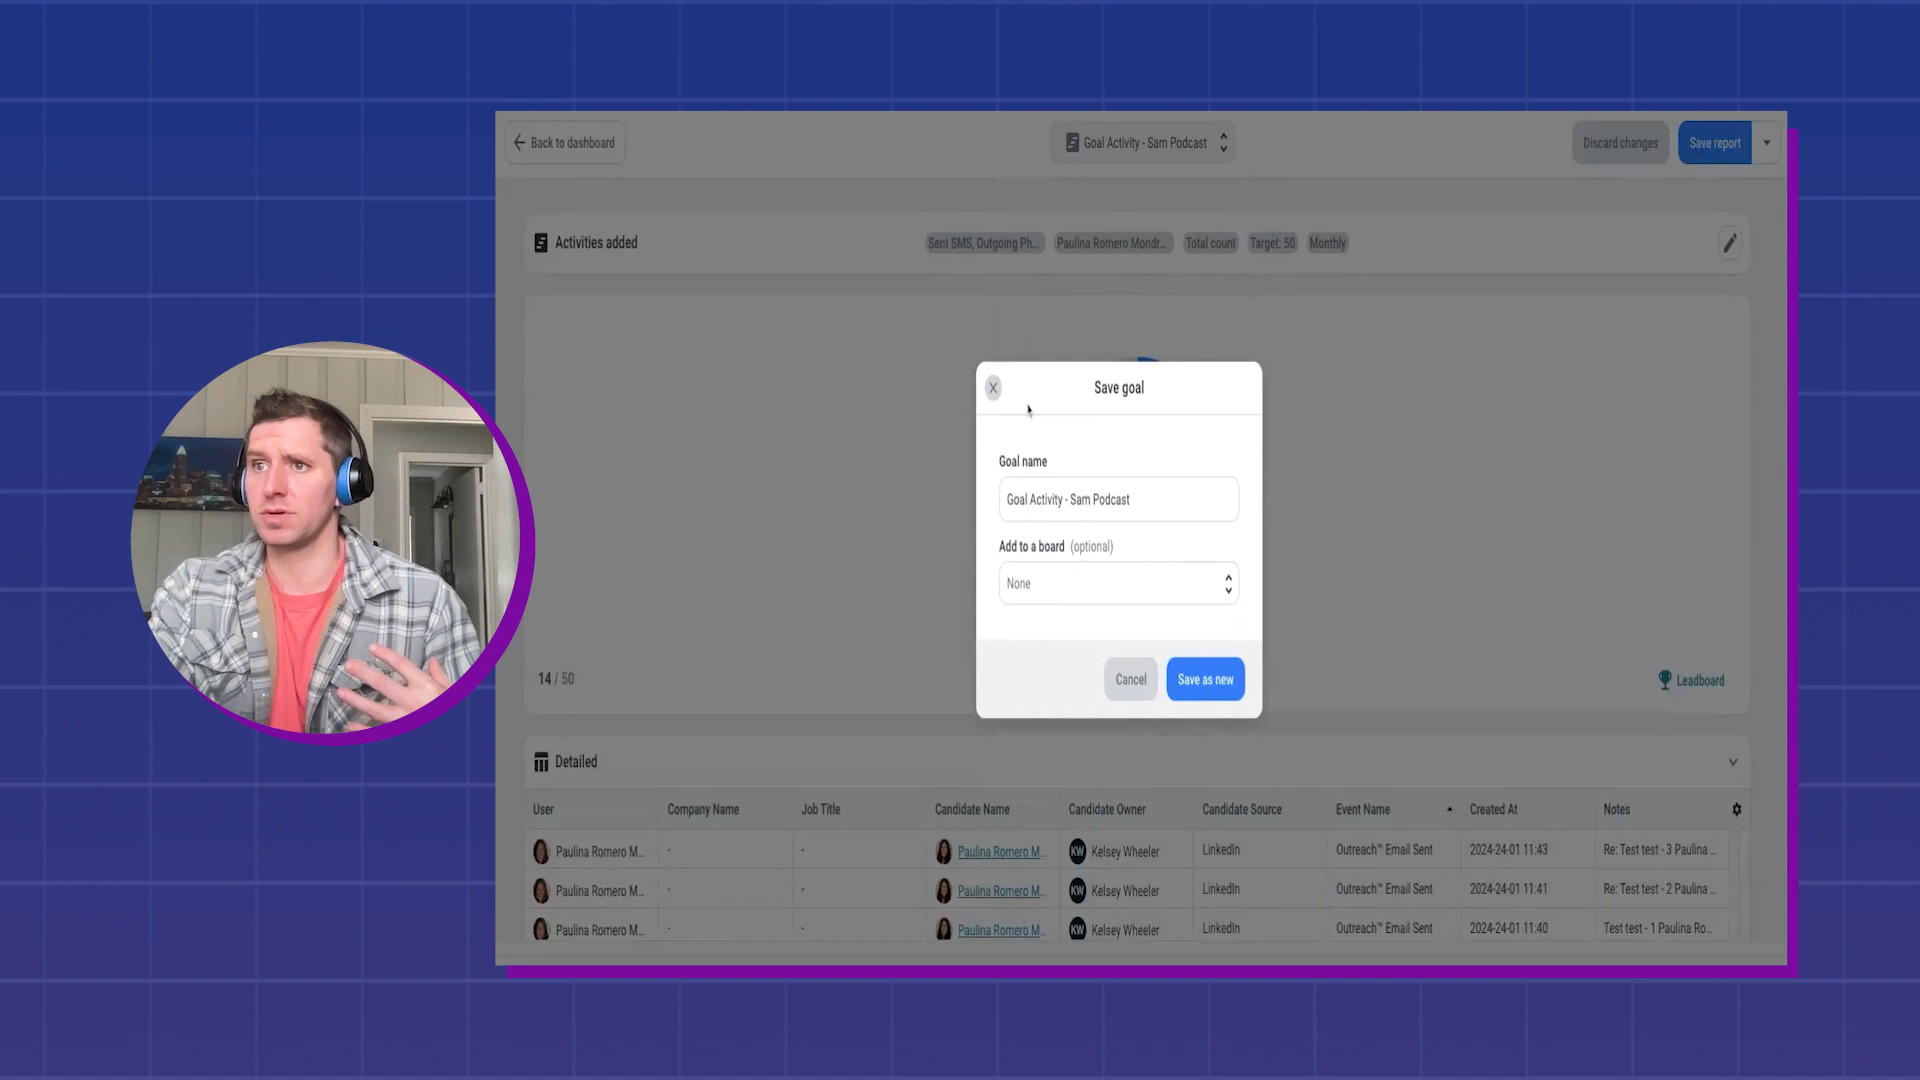 Back to dashboard
Goal Activity - Sam Podcast
Discard changes
Save report
Activities added
Sent SMS, Outgoing Ph...
Paulina Romero Mondr...
Total count
Target: 50
Monthly
X
Save goal
Goal name
Goal Activity - Sam Podcast
Add to a board (optional)
None
Cancel
Save as new
14 / 50
Leadboard
Detailed
User Company Name Job Title Candidate Name Candidate Owner Candidate Source Event Name Created At Notes
Paulina Romero M... - - Paulina Romero M... KW Kelsey Wheeler LinkedIn Outreach™ Email Sent 2024-24-01 11:43 Re: Test test - 3 Paulina ...
Paulina Romero M... - - Paulina Romero M... KW Kelsey Wheeler LinkedIn Outreach™ Email Sent 2024-24-01 11:41 Re: Test test - 2 Paulina ...
Paulina Romero M... - - Paulina Romero M... KW Kelsey Wheeler LinkedIn Outreach™ Email Sent 2024-24-01 11:40 Test test - 1 Paulina Ro...